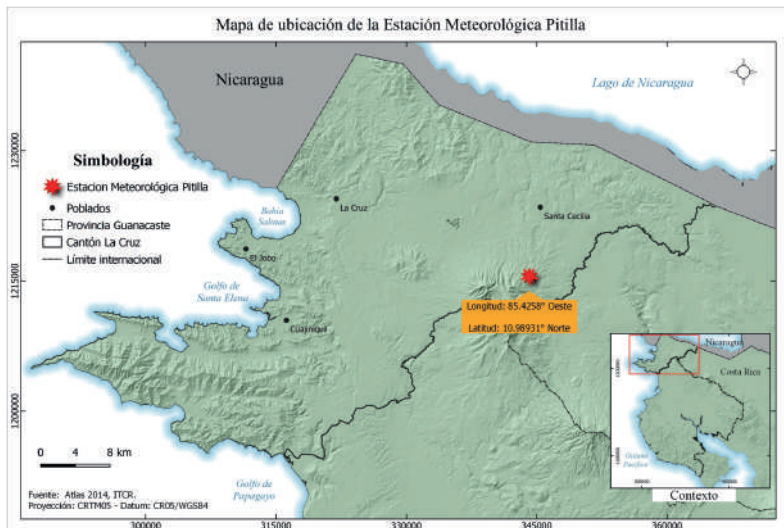 Mapa de ubicación de la Estación Meteorológica Pitilla
Nicaragua
Lago de Nicaragua
1230000
Simbología
Estacion Meteorológica Pitilla
Poblados
Provincia Guanacaste
Cantón La Cruz
Límite internacional
Bahía
Salinas
La Cruz
Santa Cecilia
El Jobo
1215000
Golfo de
Santa Elena
Cuajiniquil
Longitud: 85.4258° Oeste
Latitud: 10.98931° Norte
Nicaragua
Costa Rica
Océano
Pacífico
Contexto
1200000
0 4 8 km
Golfo de
Papagayo
Fuente: Atlas 2014, ITCR.
Proyección: CRTM05 - Datum: CR05/WGS84
300000 315000 330000 345000 360000